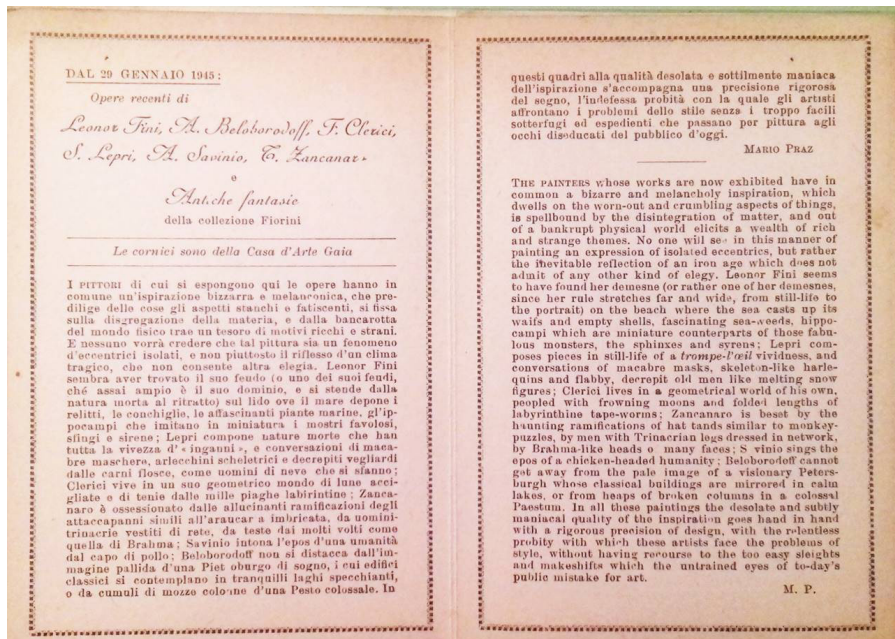 DAL 29 GENNAIO 1945:
Opere recenti di
Leonor Fini, A. Beloborodoff, F. Clerici,
S. Lepri, A. Savinio, T. Zancanar
e
Antiche fantasie
della collezione Fiorini
Le cornici sono della Casa d'Arte Gaia
I PITTORI di cui si espongono qui le opere hanno in
comune un'ispirazione bizzarra e melanconica, che pre-
dilige delle cose gli aspetti stanchi e fatiscenti, si fissa
sulla disgregazione della materia, e dalla bancarotta
del mondo fisico trae un tesoro di motivi ricchi e strani.
E nessuno vorrà credere che tal pittura sia un fenomeno
d'eccentrici isolati, e non piuttosto il riflesso d'un clima
tragico, che non consente altra elegia. Leonor Fini
sembra aver trovato il suo feudo (o uno dei suoi feudi,
ché assai ampio è il suo dominio, e si stende dalla
natura morta al ritratto) sul lido ove il mare depone i
relitti, le conchiglie, le affascinanti piante marine, gl'ip-
pocampi che imitano in miniatura i mostri favolosi,
sfingi e sirene; Lepri compone nature morte che han
tutta la vivezza d'« inganni », e conversazioni di maca-
bre maschere, arlecchini scheletrici e decrepiti vegliardi
dalle carni flosce, come uomini di neve che si sfanno;
Clerici vive in un suo geometrico mondo di lune acci-
gliate e di tenie dalle mille piaghe labirintine; Zanca-
naro è ossessionato dalle allucinanti ramificazioni degli
attaccapanni simili all'araucaria imbricata, da uomini-
trinacrie vestiti di rete, da teste dai molti volti come
quella di Brahma; Savinio intona l'epos d'una umanità
dal capo di pollo; Beloborodoff non si distacca dall'im-
magine pallida d'una Piet oburgo di sogno, i cui edifici
classici si contemplano in tranquilli laghi specchianti,
o da cumuli di mozze colonne d'una Pesto colossale. In
questi quadri alla qualità desolata e sottilmente maniaca
dell'ispirazione s'accompagna una precisione rigorosa
del segno, l'indefessa probità con la quale gli artisti
affrontano i problemi dello stile senza i troppo facili
sotterfugi ed espedienti che passano per pittura agli
occhi diseducati del pubblico d'oggi.
MARIO PRAZ
THE PAINTERS whose works are now exhibited have in
common a bizarre and melancholy inspiration, which
dwells on the worn-out and crumbling aspects of things,
is spellbound by the disintegration of matter, and out
of a bankrupt physical world elicits a wealth of rich
and strange themes. No one will see in this manner of
painting an expression of isolated eccentrics, but rather
the inevitable reflection of an iron age which does not
admit of any other kind of elegy. Leonor Fini seems
to have found her demesne (or rather one of her demesnes,
since her rule stretches far and wide, from still-life to
the portrait) on the beach where the sea casts up its
waifs and empty shells, fascinating sea-weeds, hippo-
campi which are miniature counterparts of those fabu-
lous monsters, the sphinxes and syrens; Lepri com-
poses pieces in still-life of a trompe-l'œil vividness, and
conversations of macabre masks, skeleton-like harle-
quins and flabby, decrepit old men like melting snow
figures; Clerici lives in a geometrical world of his own,
peopled with frowning moons and folded lengths of
labyrinthine tape-worms; Zancanaro is beset by the
haunting ramifications of hat tands similar to monkey-
puzzles, by men with Trinacrian legs dressed in network,
by Brahma-like heads o many faces; S vinio sings the
epos of a chicken-headed humanity; Beloborodoff cannot
get away from the pale image of a visionary Peters-
burgh whose classical buildings are mirrored in calm
lakes, or from heaps of broken columns in a colossal
Paestum. In all these paintings the desolate and subtly
maniacal quality of the inspiration goes hand in hand
with a rigorous precision of design, with the relentless
probity with which these artists face the problems of
style, without having recourse to the too easy sleights
and makeshifts which the untrained eyes of to-day's
public mistake for art.
M. P.